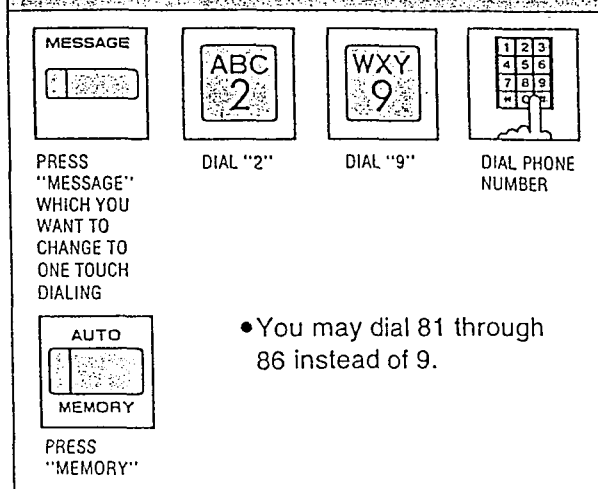 MESSAGE
PRESS
"MESSAGE"
WHICH YOU
WANT TO
CHANGE TO
ONE TOUCH
DIALING
ABC
2
DIAL "2"
WXY
9
DIAL "9"
1 2 3
4 5 6
7 8 9
DIAL PHONE
NUMBER
AUTO
MEMORY
PRESS
"MEMORY"
•You may dial 81 through
86 instead of 9.